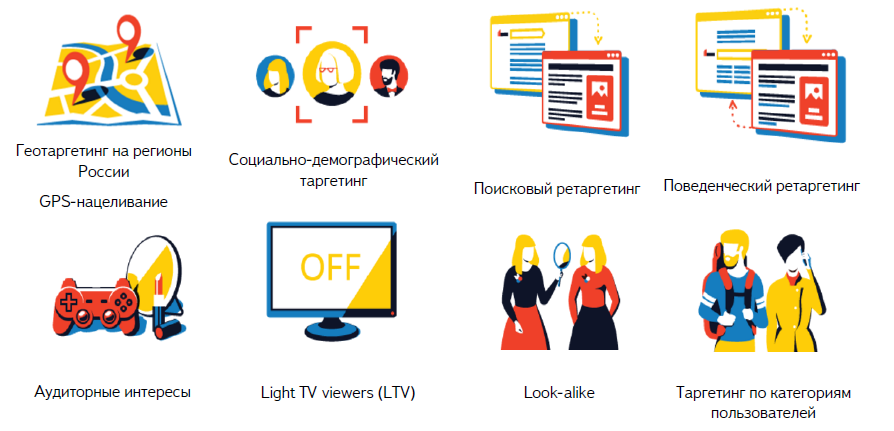 Геотаргетинг на регионы
России
GPS-нацеливание
Социально-демографический
таргетинг
Поисковый ретаргетинг
Поведенческий ретаргетинг
OFF
Аудиторные интересы
Light TV viewers (LTV)
Look-alike
Таргетинг по категориям
пользователей